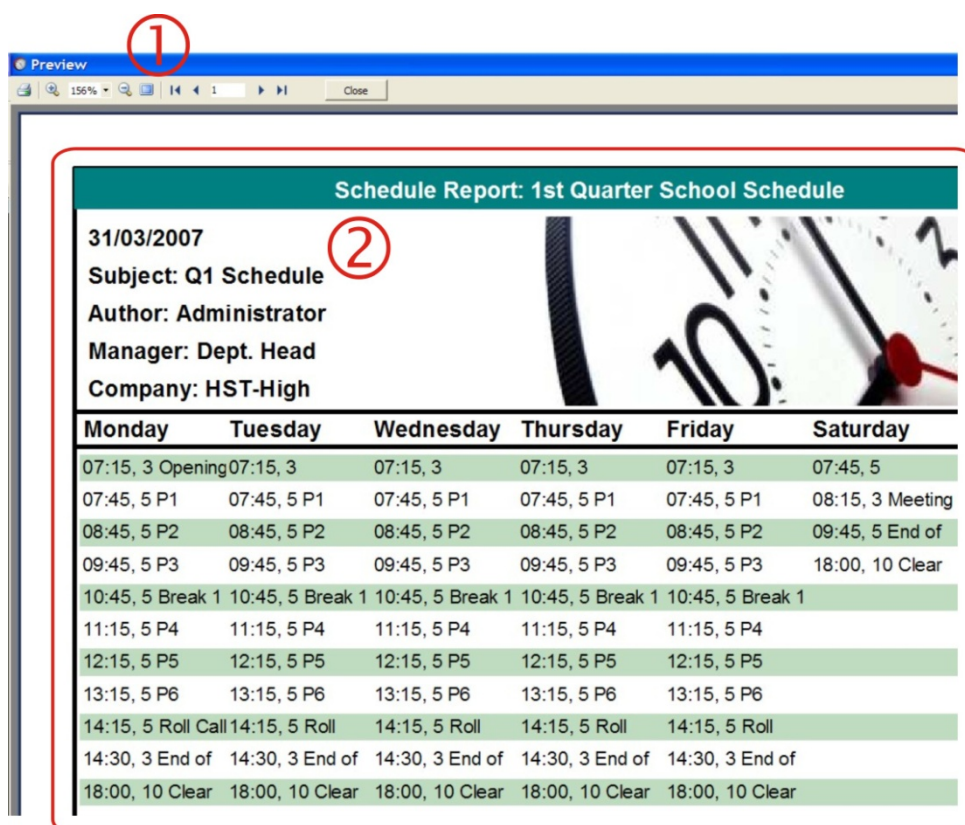 ①
Preview
156% 1 Close
Schedule Report: 1st Quarter School Schedule
31/03/2007
②
Subject: Q1 Schedule
Author: Administrator
Manager: Dept. Head
Company: HST-High
10
Monday Tuesday Wednesday Thursday Friday Saturday
07:15, 3 Opening 07:15, 3 07:15, 3 07:15, 3 07:15, 3 07:45, 5
07:45, 5 P1 07:45, 5 P1 07:45, 5 P1 07:45, 5 P1 07:45, 5 P1 08:15, 3 Meeting
08:45, 5 P2 08:45, 5 P2 08:45, 5 P2 08:45, 5 P2 08:45, 5 P2 09:45, 5 End of
09:45, 5 P3 09:45, 5 P3 09:45, 5 P3 09:45, 5 P3 09:45, 5 P3 18:00, 10 Clear
10:45, 5 Break 1 10:45, 5 Break 1 10:45, 5 Break 1 10:45, 5 Break 1 10:45, 5 Break 1
11:15, 5 P4 11:15, 5 P4 11:15, 5 P4 11:15, 5 P4 11:15, 5 P4
12:15, 5 P5 12:15, 5 P5 12:15, 5 P5 12:15, 5 P5 12:15, 5 P5
13:15, 5 P6 13:15, 5 P6 13:15, 5 P6 13:15, 5 P6 13:15, 5 P6
14:15, 5 Roll Call 14:15, 5 Roll 14:15, 5 Roll 14:15, 5 Roll 14:15, 5 Roll
14:30, 3 End of 14:30, 3 End of 14:30, 3 End of 14:30, 3 End of 14:30, 3 End of
18:00, 10 Clear 18:00, 10 Clear 18:00, 10 Clear 18:00, 10 Clear 18:00, 10 Clear